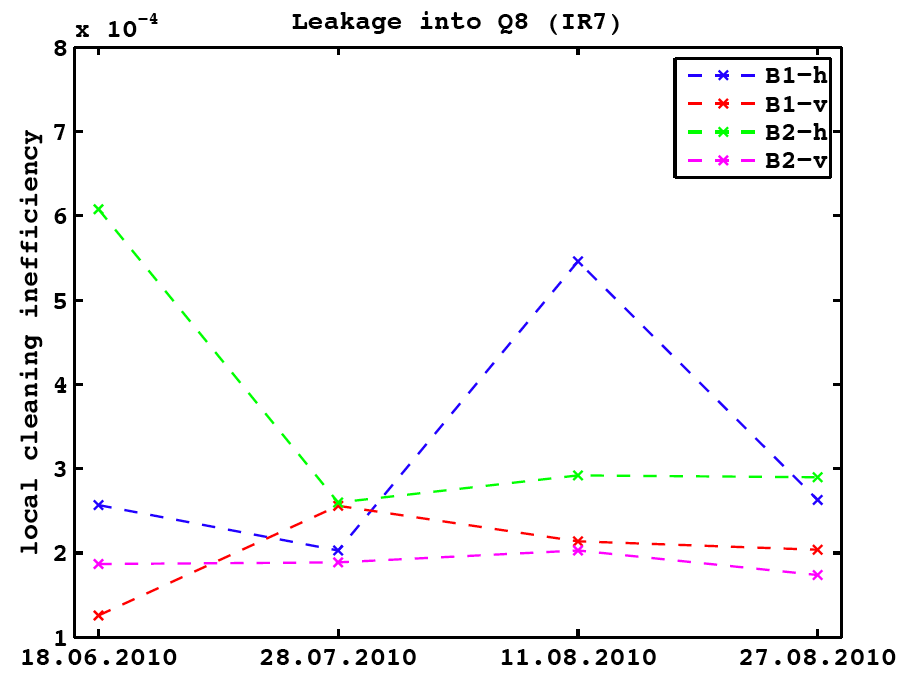 Leakage into Q8 (IR7)
x 10⁻⁴
8
7
6
5
4
3
2
1
local cleaning inefficiency
B1-h
B1-v
B2-h
B2-v
18.06.2010 28.07.2010 11.08.2010 27.08.2010